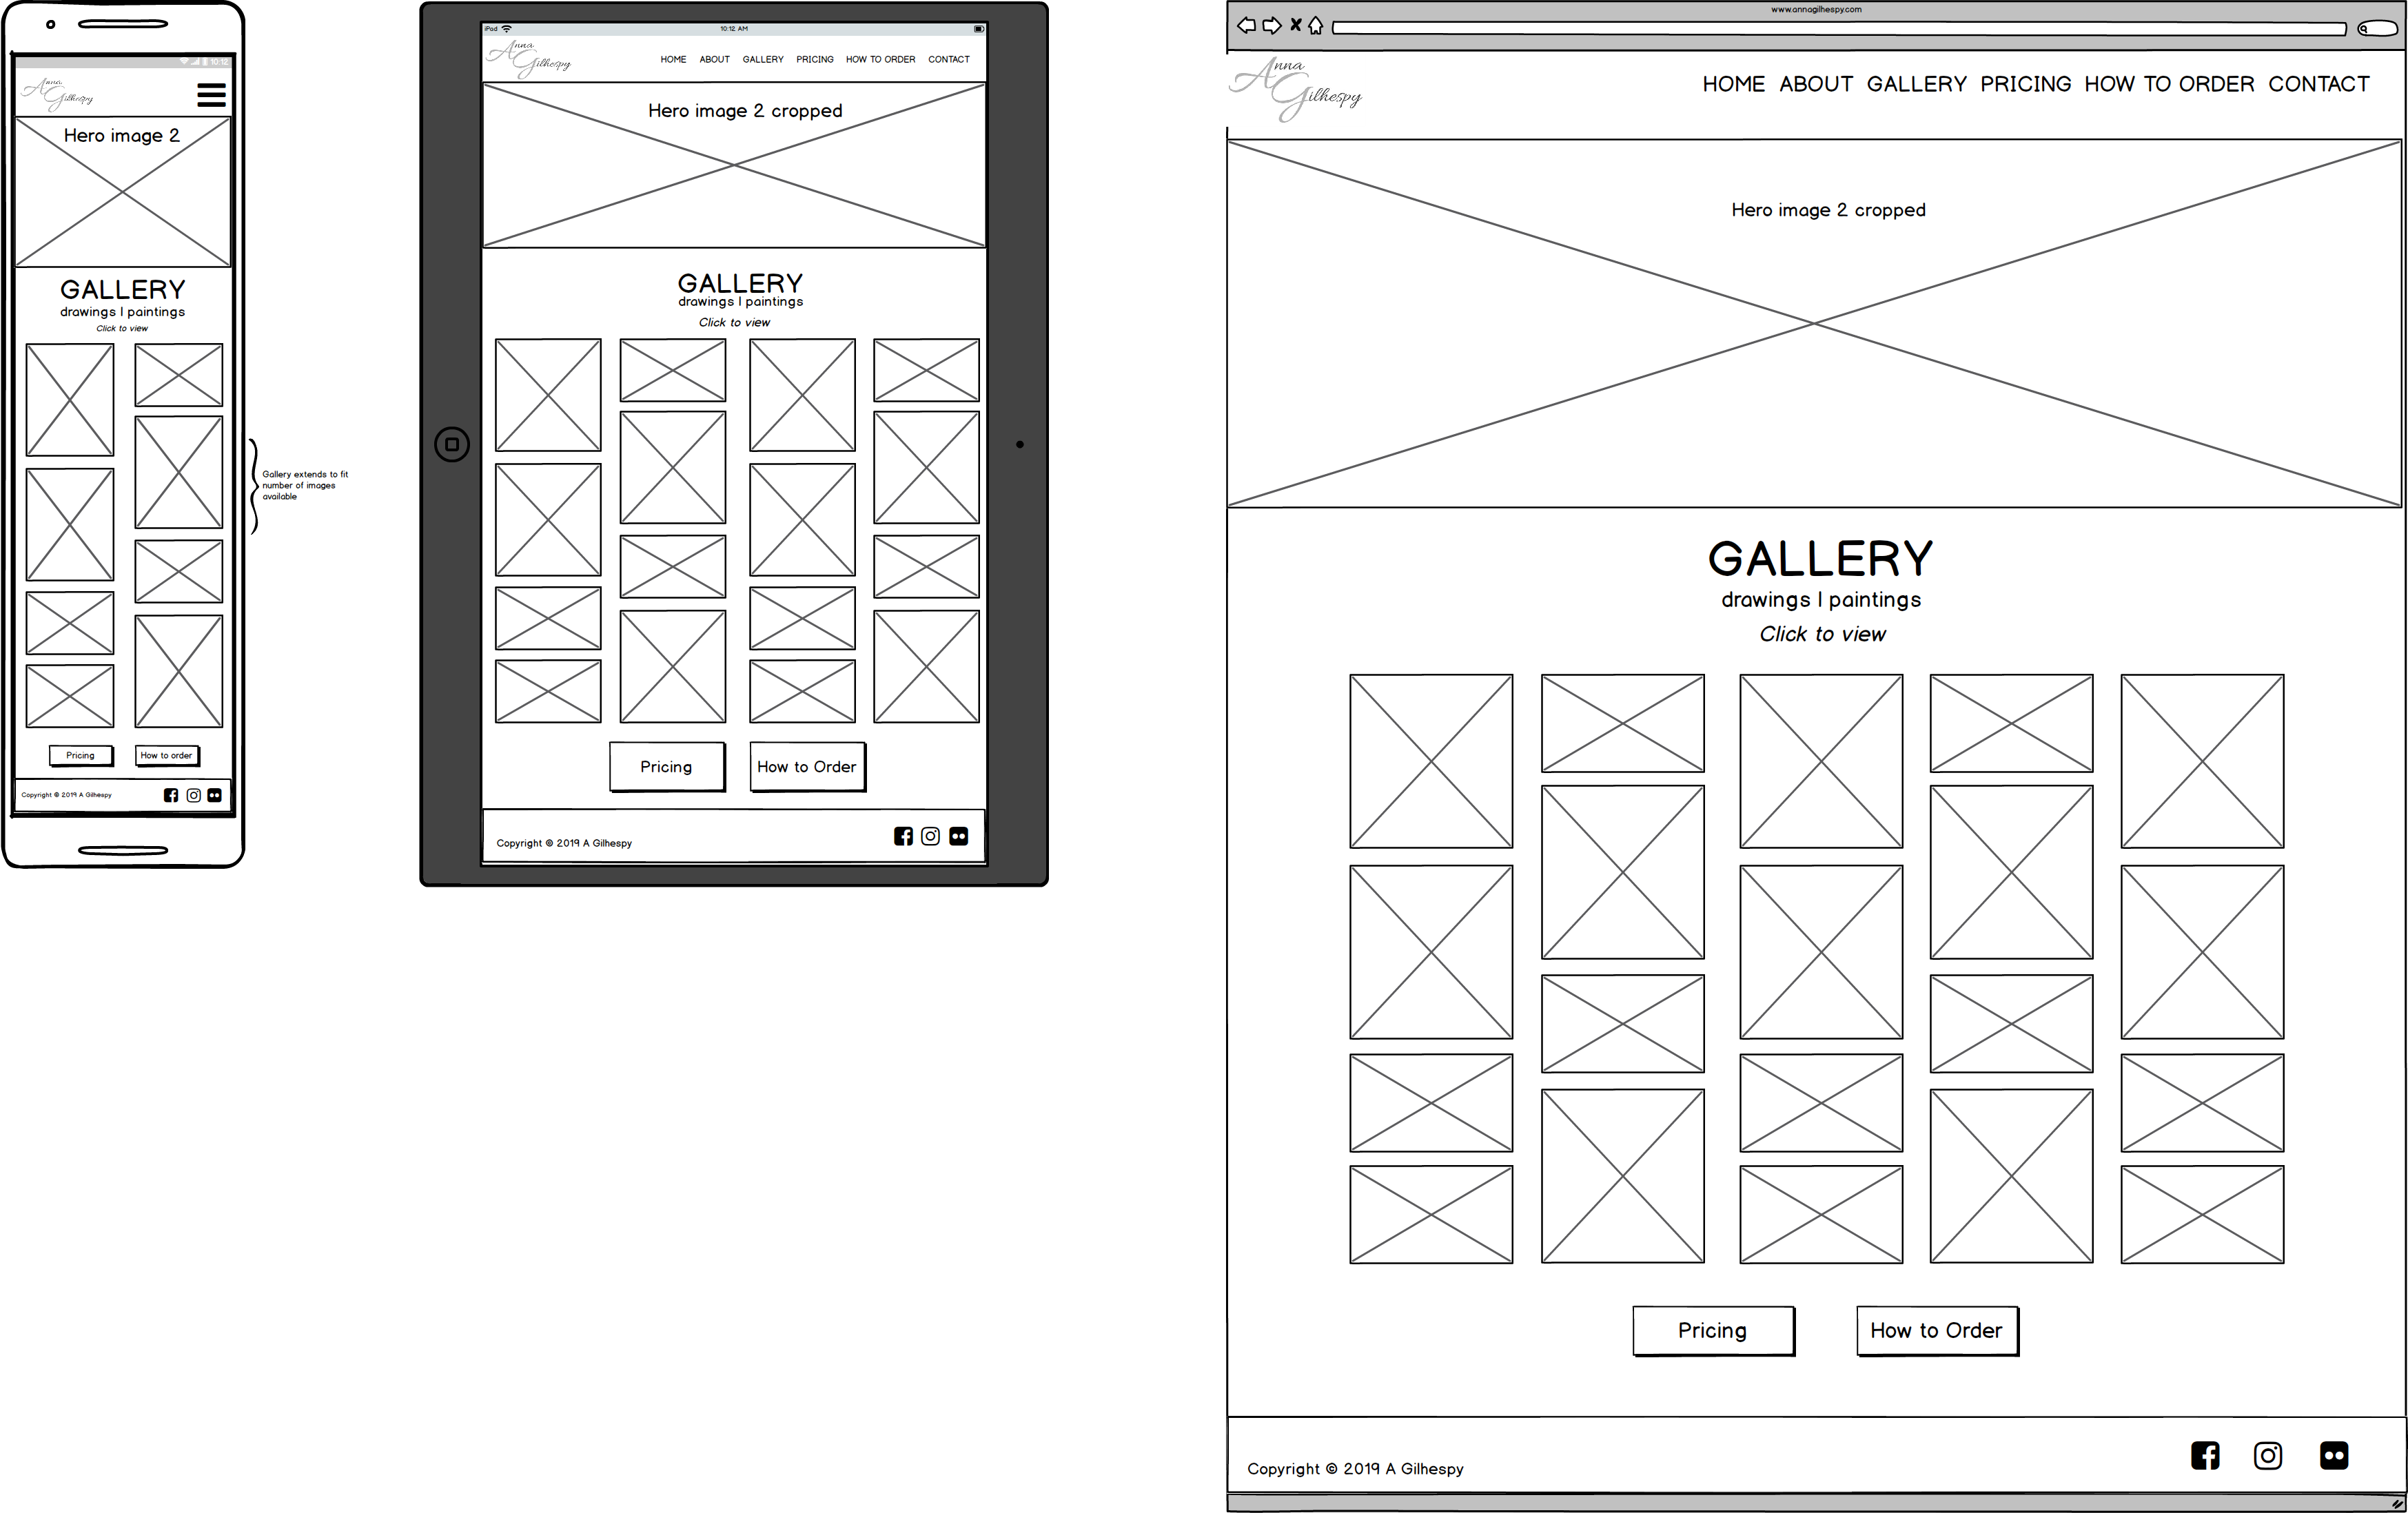 10:12
Anna
Gilhespy
Hero image 2
GALLERY
drawings | paintings
Click to view
Gallery extends to fit
number of images
available
Pricing
How to order
Copyright © 2019 A Gilhespy
iPad
10:12 AM
Anna
Gilhespy
HOME ABOUT GALLERY PRICING HOW TO ORDER CONTACT
Hero image 2 cropped
GALLERY
drawings | paintings
Click to view
Pricing
How to Order
Copyright © 2019 A Gilhespy
www.annagilhespy.com
Anna
Gilhespy
HOME ABOUT GALLERY PRICING HOW TO ORDER CONTACT
Hero image 2 cropped
GALLERY
drawings | paintings
Click to view
Pricing
How to Order
Copyright © 2019 A Gilhespy